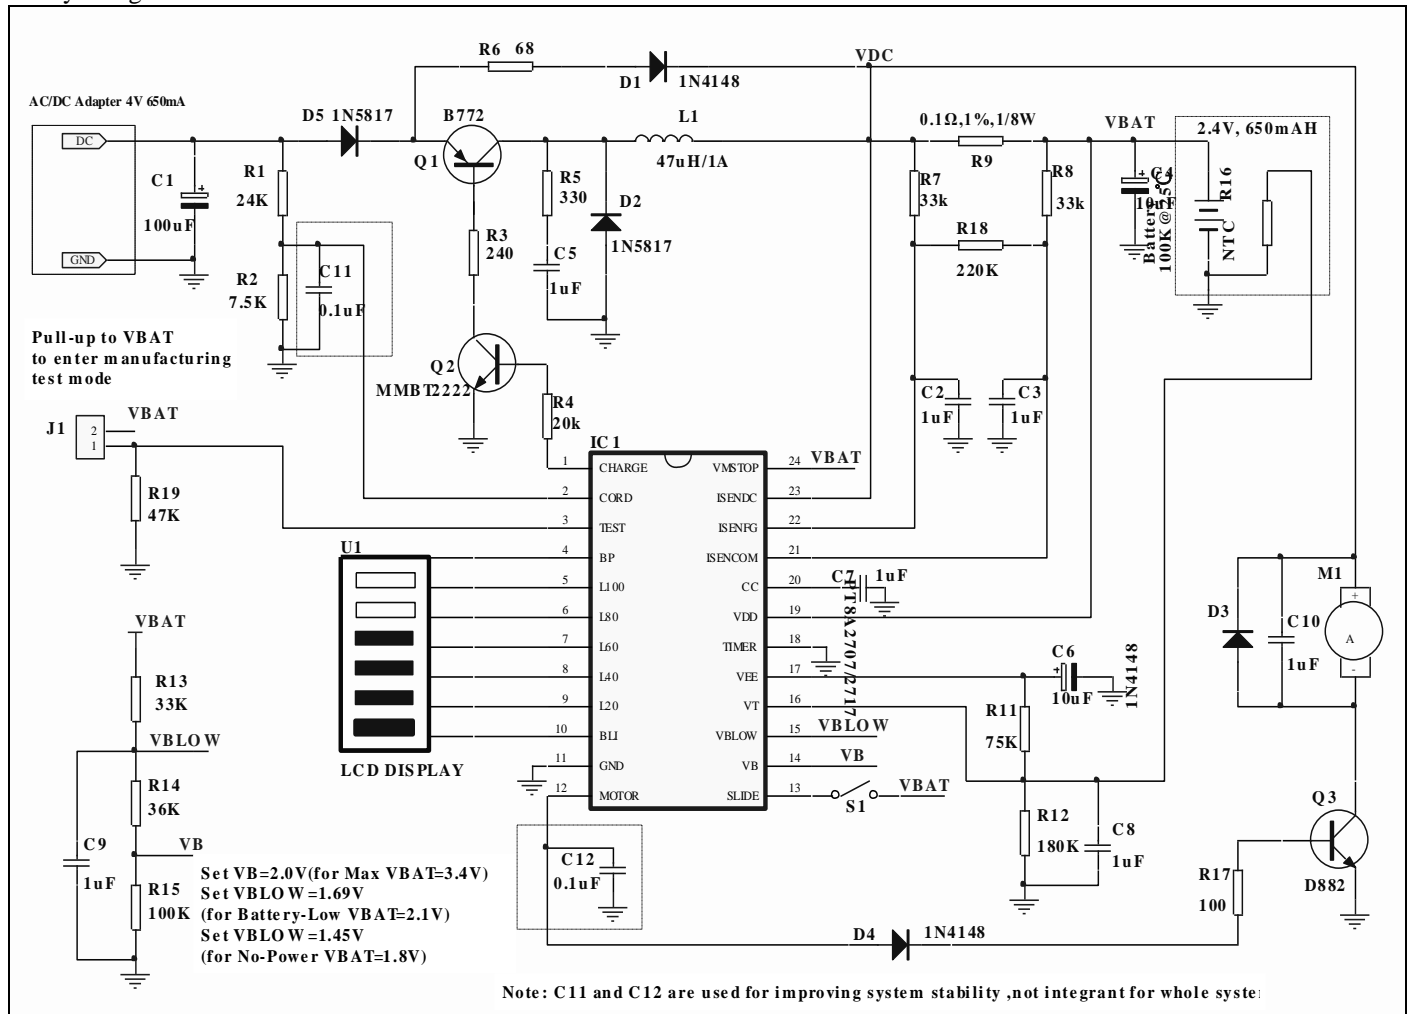 R6 68
VDC
D1 1N4148
AC/DC Adapter 4V 650mA
D5 1N5817
B772
L1
0.1Ω,1%,1/8W
VBAT
2.4V, 650mAH
DC
Q1
47uH/1A
R9
C1
100uF
R1
24K
R5
330
D2
1N5817
R7
33k
R8
33k
C4
10uF
Battery
100K@25℃
R16
NTC
R18
220K
GND
R2
7.5K
C11
0.1uF
R3
240
C5
1uF
Pull-up to VBAT
to enter manufacturing
test mode
Q2
MMBT2222
C2
1uF
C3
1uF
J1
VBAT
2
1
R4
20k
IC1
1 CHARGE VMSTOP 24 VBAT
2 CORD ISENDC 23
3 TEST ISENFG 22
4 BP ISENCOM 21
5 L100 CC 20
6 L80 VDD 19
7 L60 TIMER 18
8 L40 VEE 17
9 L20 VT 16
10 BLI VBLOW 15 VBLOW
11 GND VB 14 VB
12 MOTOR SLIDE 13 VBAT
S1
PT8A2707/2717
R19
47K
U1
LCD DISPLAY
C7 1uF
C6
10uF
1N4148
D3
C10
1uF
M1
+
A
-
VBAT
R13
33K
VBLOW
R14
36K
VB
C9
1uF
R15
100K
R11
75K
R12
180K
C8
1uF
Q3
D882
R17
100
C12
0.1uF
D4 1N4148
Set VB=2.0V(for Max VBAT=3.4V)
Set VBLOW=1.69V
(for Battery-Low VBAT=2.1V)
Set VBLOW=1.45V
(for No-Power VBAT=1.8V)
Note: C11 and C12 are used for improving system stability ,not integrant for whole syste